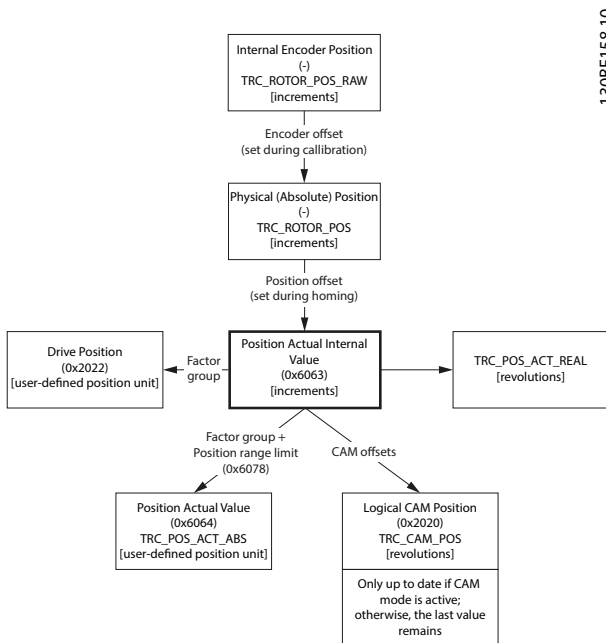 130BE158.10
Internal Encoder Position
(-)
TRC_ROTOR_POS_RAW
[increments]
Encoder offset
(set during callibration)
Physical (Absolute) Position
(-)
TRC_ROTOR_POS
[increments]
Position offset
(set during homing)
Drive Position
(0x2022)
[user-defined position unit]
Factor
group
Position Actual Internal
Value
(0x6063)
[increments]
TRC_POS_ACT_REAL
[revolutions]
Factor group +
Position range limit
(0x6078)
CAM offsets
Position Actual Value
(0x6064)
TRC_POS_ACT_ABS
[user-defined position unit]
Logical CAM Position
(0x2020)
TRC_CAM_POS
[revolutions]
Only up to date if CAM
mode is active;
otherwise, the last value
remains